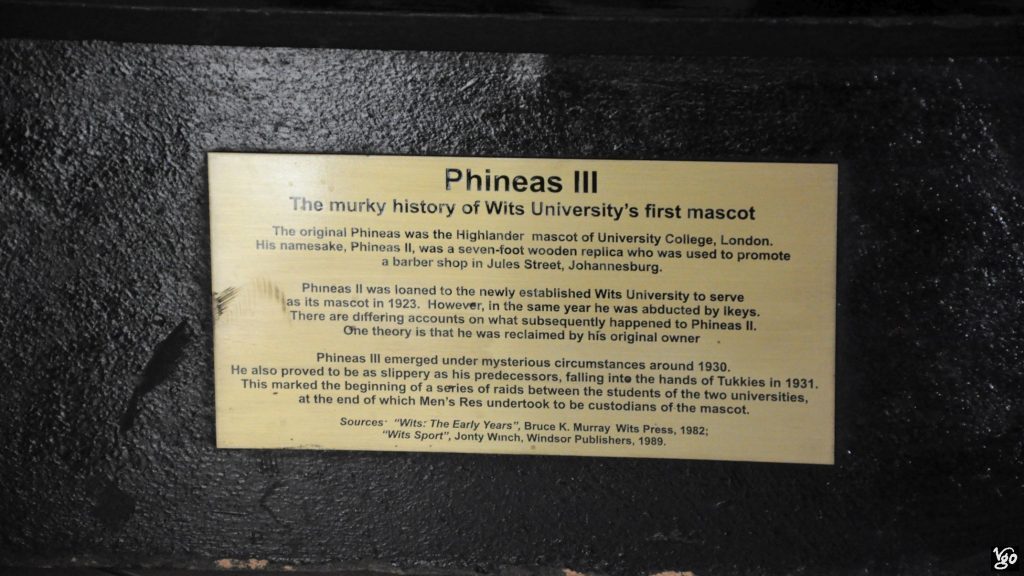 Phineas III
The murky history of Wits University's first mascot
The original Phineas was the Highlander mascot of University College, London.
His namesake, Phineas II, was a seven-foot wooden replica who was used to promote
a barber shop in Jules Street, Johannesburg.
Phineas II was loaned to the newly established Wits University to serve
as its mascot in 1923. However, in the same year he was abducted by Ikeys.
There are differing accounts on what subsequently happened to Phineas II.
One theory is that he was reclaimed by his original owner
Phineas III emerged under mysterious circumstances around 1930.
He also proved to be as slippery as his predecessors, falling into the hands of Tukkies in 1931.
This marked the beginning of a series of raids between the students of the two universities,
at the end of which Men's Res undertook to be custodians of the mascot.
Sources: "Wits: The Early Years", Bruce K. Murray Wits Press, 1982;
"Wits Sport", Jonty Winch, Windsor Publishers, 1989.
Vgo